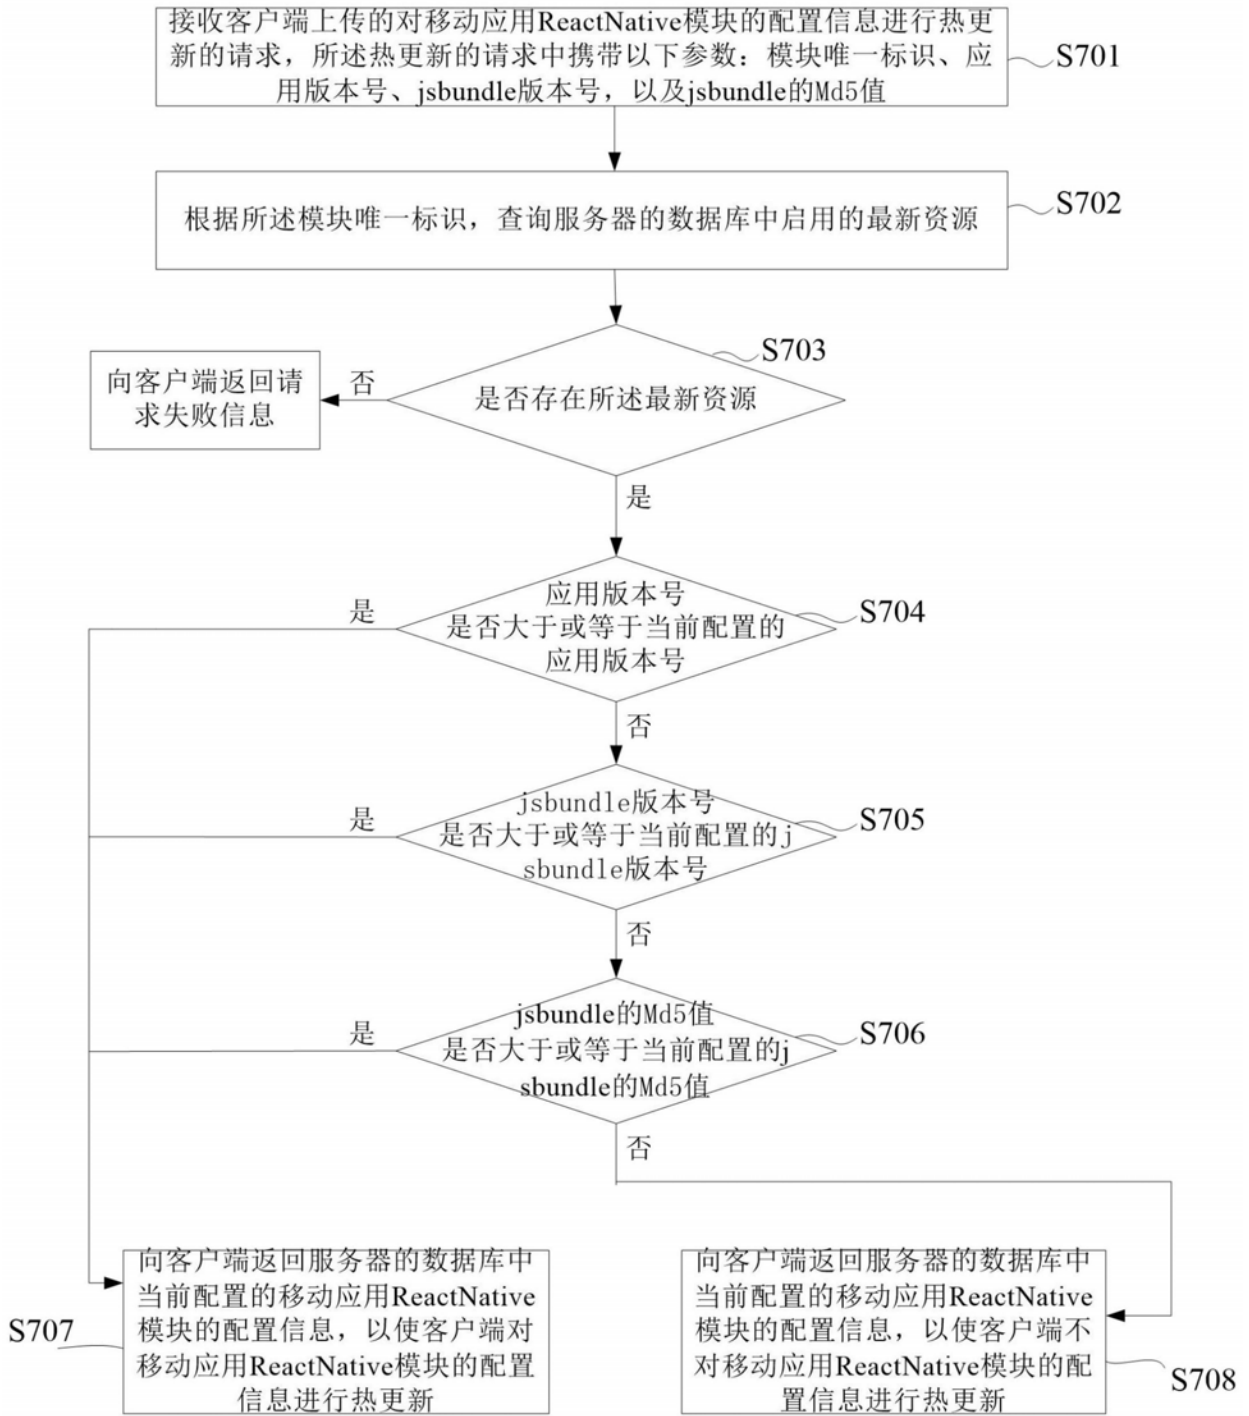 接收客户端上传的对移动应用ReactNative模块的配置信息进行热更
新的请求，所述热更新的请求中携带以下参数：模块唯一标识、应
用版本号、jsbundle版本号，以及jsbundle的Md5值
S701
根据所述模块唯一标识，查询服务器的数据库中启用的最新资源
S702
S703
是否存在所述最新资源
否
向客户端返回请
求失败信息
是
应用版本号
是否大于或等于当前配置的
应用版本号
S704
是
否
jsbundle版本号
是否大于或等于当前配置的j
sbundle版本号
S705
是
否
jsbundle的Md5值
是否大于或等于当前配置的j
sbundle的Md5值
S706
是
否
向客户端返回服务器的数据库中
当前配置的移动应用ReactNative
模块的配置信息，以使客户端对
移动应用ReactNative模块的配置
信息进行热更新
S707
向客户端返回服务器的数据库中
当前配置的移动应用ReactNative
模块的配置信息，以使客户端不
对移动应用ReactNative模块的配
置信息进行热更新
S708